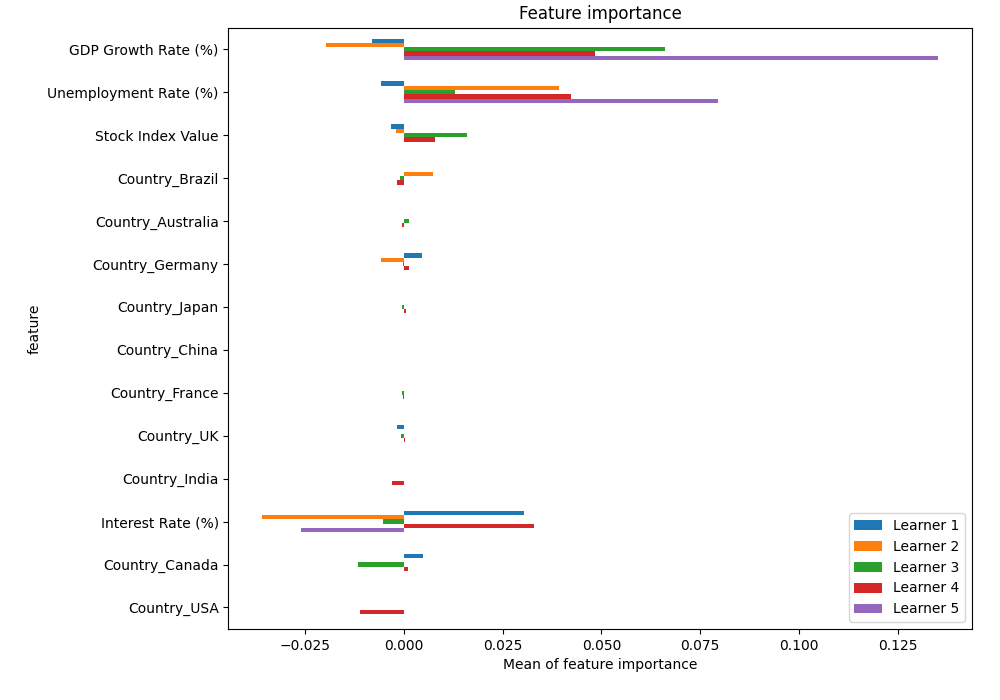 Feature importance
GDP Growth Rate (%)
Unemployment Rate (%)
Stock Index Value
Country_Brazil
Country_Australia
Country_Germany
Country_Japan
Country_China
Country_France
Country_UK
Country_India
Interest Rate (%)
Country_Canada
Country_USA
feature
Learner 1
Learner 2
Learner 3
Learner 4
Learner 5
−0.025 0.000 0.025 0.050 0.075 0.100 0.125
Mean of feature importance